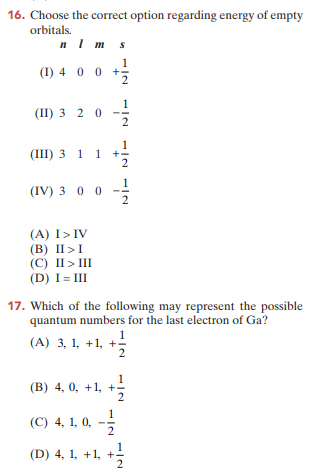 16. Choose the correct option regarding energy of empty
orbitals.
n l m s
(I) 4 0 0 +1/2
(II) 3 2 0 −1/2
(III) 3 1 1 +1/2
(IV) 3 0 0 −1/2
(A) I > IV
(B) II > I
(C) II > III
(D) I = III
17. Which of the following may represent the possible
quantum numbers for the last electron of Ga?
(A) 3, 1, +1, +1/2
(B) 4, 0, +1, +1/2
(C) 4, 1, 0, −1/2
(D) 4, 1, +1, +1/2